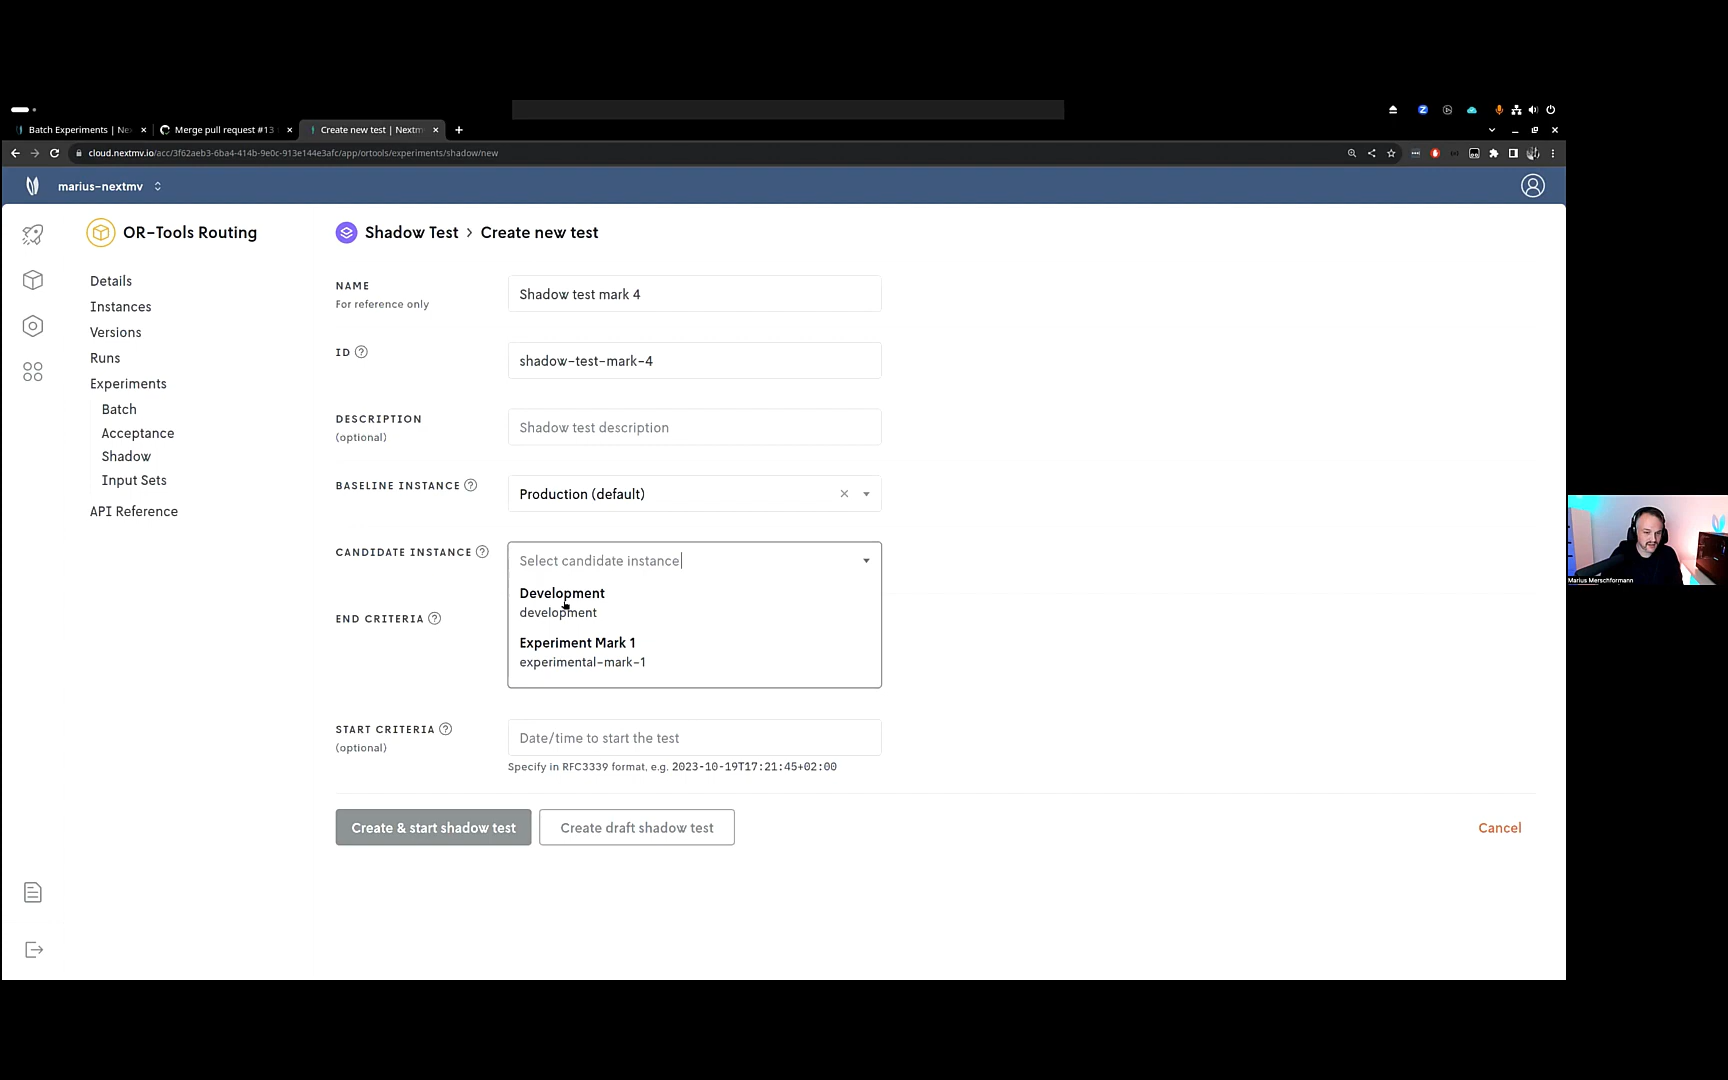 Batch Experiments | Ne
Merge pull request #13
Create new test | Nextm
cloud.nextmv.io/acc/3f62aeb3-6ba4-414b-9e0c-913e144e3afc/app/ortools/experiments/shadow/new
marius-nextmv
OR-Tools Routing
Shadow Test > Create new test
Details
Instances
Versions
Runs
Experiments
Batch
Acceptance
Shadow
Input Sets
API Reference
NAME
For reference only
Shadow test mark 4
ID ?
shadow-test-mark-4
DESCRIPTION
(optional)
Shadow test description
BASELINE INSTANCE ?
Production (default)
CANDIDATE INSTANCE ?
Select candidate instance
Development
development
Experiment Mark 1
experimental-mark-1
END CRITERIA ?
START CRITERIA ?
(optional)
Date/time to start the test
Specify in RFC3339 format, e.g. 2023-10-19T17:21:45+02:00
Create & start shadow test
Create draft shadow test
Cancel
Marius Merschformann